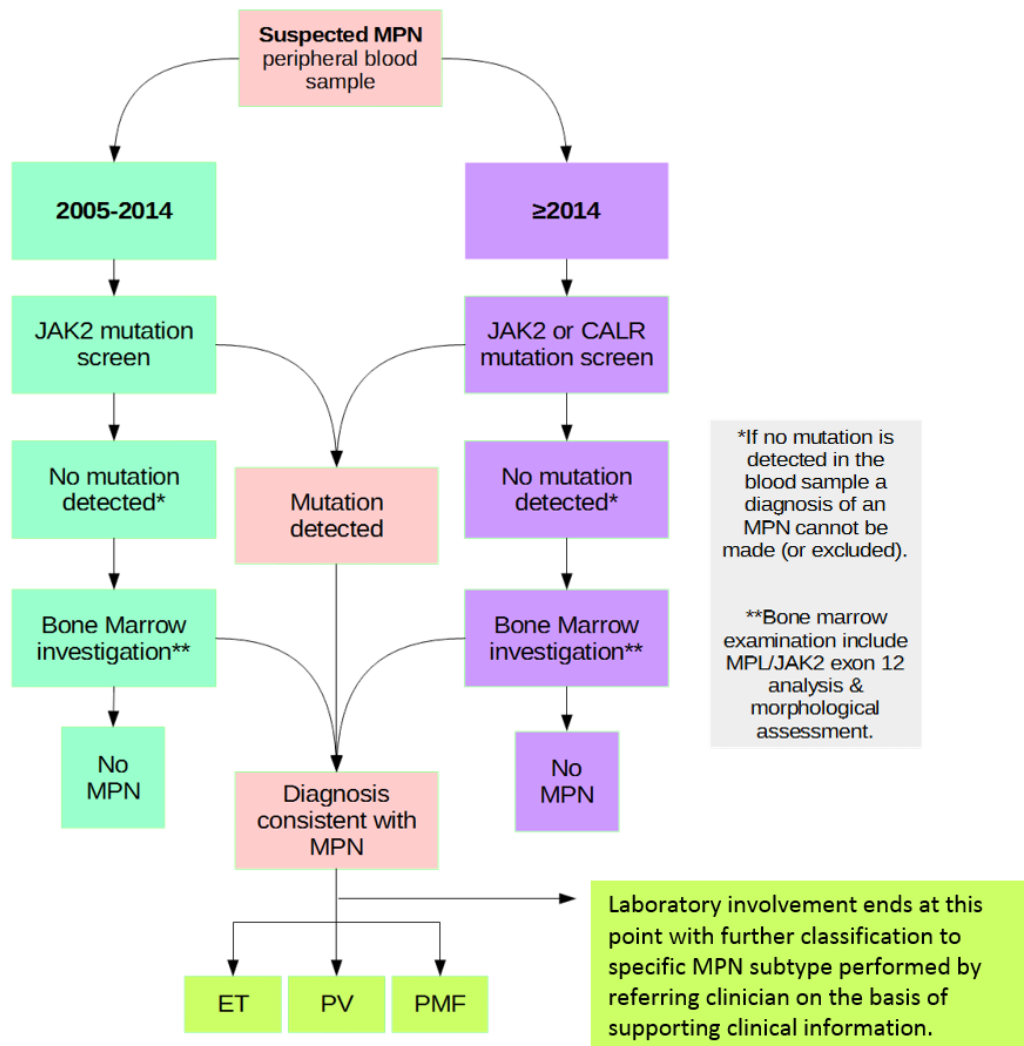 Suspected MPN
peripheral blood
sample
2005-2014
≥2014
JAK2 mutation
screen
JAK2 or CALR
mutation screen
No mutation
detected*
Mutation
detected
No mutation
detected*
*If no mutation is
detected in the
blood sample a
diagnosis of an
MPN cannot be
made (or excluded).
**Bone marrow
examination include
MPL/JAK2 exon 12
analysis &
morphological
assessment.
Bone Marrow
investigation**
Bone Marrow
investigation**
No
MPN
Diagnosis
consistent with
MPN
No
MPN
Laboratory involvement ends at this
point with further classification to
specific MPN subtype performed by
referring clinician on the basis of
supporting clinical information.
ET
PV
PMF